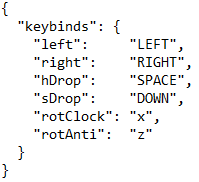 {
  "keybinds": {
    "left":     "LEFT",
    "right":    "RIGHT",
    "hDrop":    "SPACE",
    "sDrop":    "DOWN",
    "rotClock": "x",
    "rotAnti":  "z"
  }
}